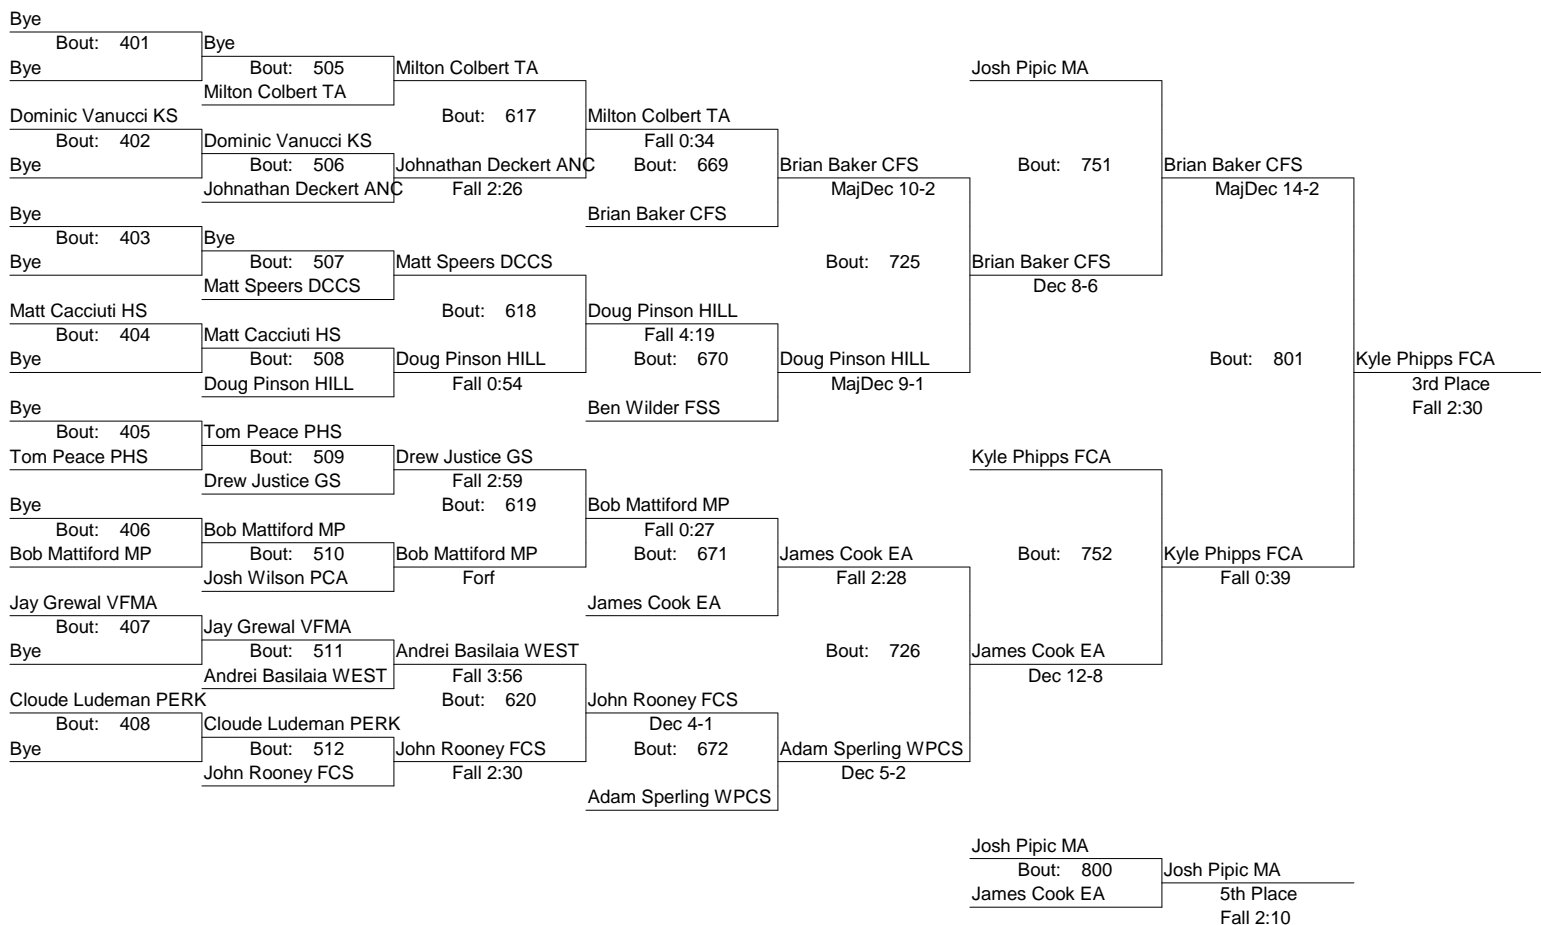 Bye
Bout: 401 Bye
Bye Bout: 505 Milton Colbert TA Josh Pipic MA
Milton Colbert TA
Dominic Vanucci KS Bout: 617 Milton Colbert TA
Bout: 402 Dominic Vanucci KS Fall 0:34
Bye Bout: 506 Johnathan Deckert ANC Bout: 669 Brian Baker CFS Bout: 751 Brian Baker CFS
Johnathan Deckert ANC Fall 2:26 MajDec 10-2 MajDec 14-2
Bye Brian Baker CFS
Bout: 403 Bye
Bye Bout: 507 Matt Speers DCCS Bout: 725 Brian Baker CFS
Matt Speers DCCS Dec 8-6
Matt Cacciuti HS Bout: 618 Doug Pinson HILL
Bout: 404 Matt Cacciuti HS Fall 4:19
Bye Bout: 508 Doug Pinson HILL Bout: 670 Doug Pinson HILL Bout: 801 Kyle Phipps FCA
Doug Pinson HILL Fall 0:54 MajDec 9-1 3rd Place
Bye Ben Wilder FSS Fall 2:30
Bout: 405 Tom Peace PHS
Tom Peace PHS Bout: 509 Drew Justice GS Kyle Phipps FCA
Drew Justice GS Fall 2:59
Bye Bout: 619 Bob Mattiford MP
Bout: 406 Bob Mattiford MP Fall 0:27
Bob Mattiford MP Bout: 510 Bob Mattiford MP Bout: 671 James Cook EA Bout: 752 Kyle Phipps FCA
Josh Wilson PCA Forf Fall 2:28 Fall 0:39
Jay Grewal VFMA James Cook EA
Bout: 407 Jay Grewal VFMA
Bye Bout: 511 Andrei Basilaia WEST Bout: 726 James Cook EA
Andrei Basilaia WEST Fall 3:56 Dec 12-8
Cloude Ludeman PERK Bout: 620 John Rooney FCS
Bout: 408 Cloude Ludeman PERK Dec 4-1
Bye Bout: 512 John Rooney FCS Bout: 672 Adam Sperling WPCS
John Rooney FCS Fall 2:30 Dec 5-2
Adam Sperling WPCS
Josh Pipic MA
Bout: 800 Josh Pipic MA
James Cook EA 5th Place
Fall 2:10